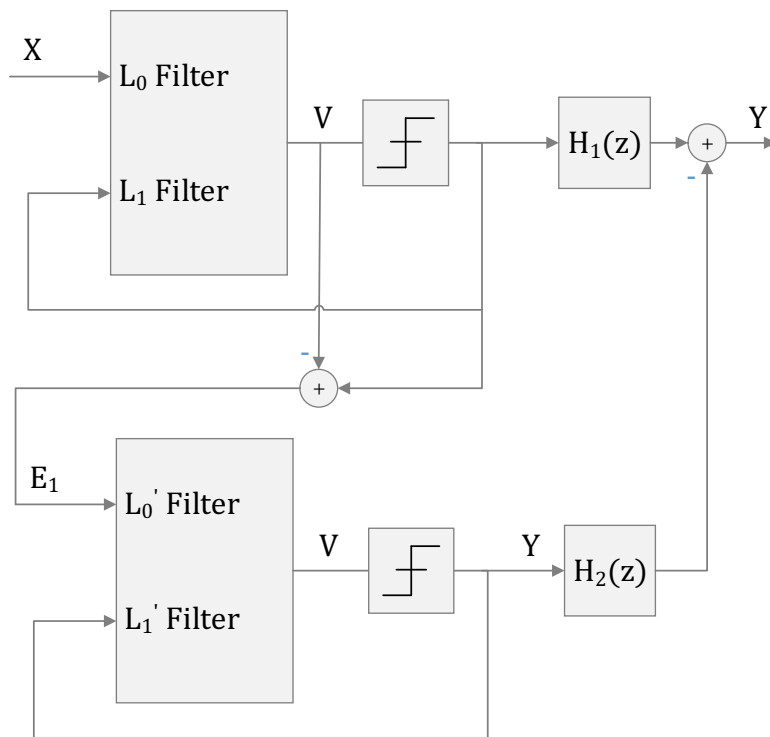 X
L₀ Filter
V
H₁(z)
+
Y
-
L₁ Filter
-
+
E₁
L₀' Filter
V
Y
H₂(z)
L₁' Filter